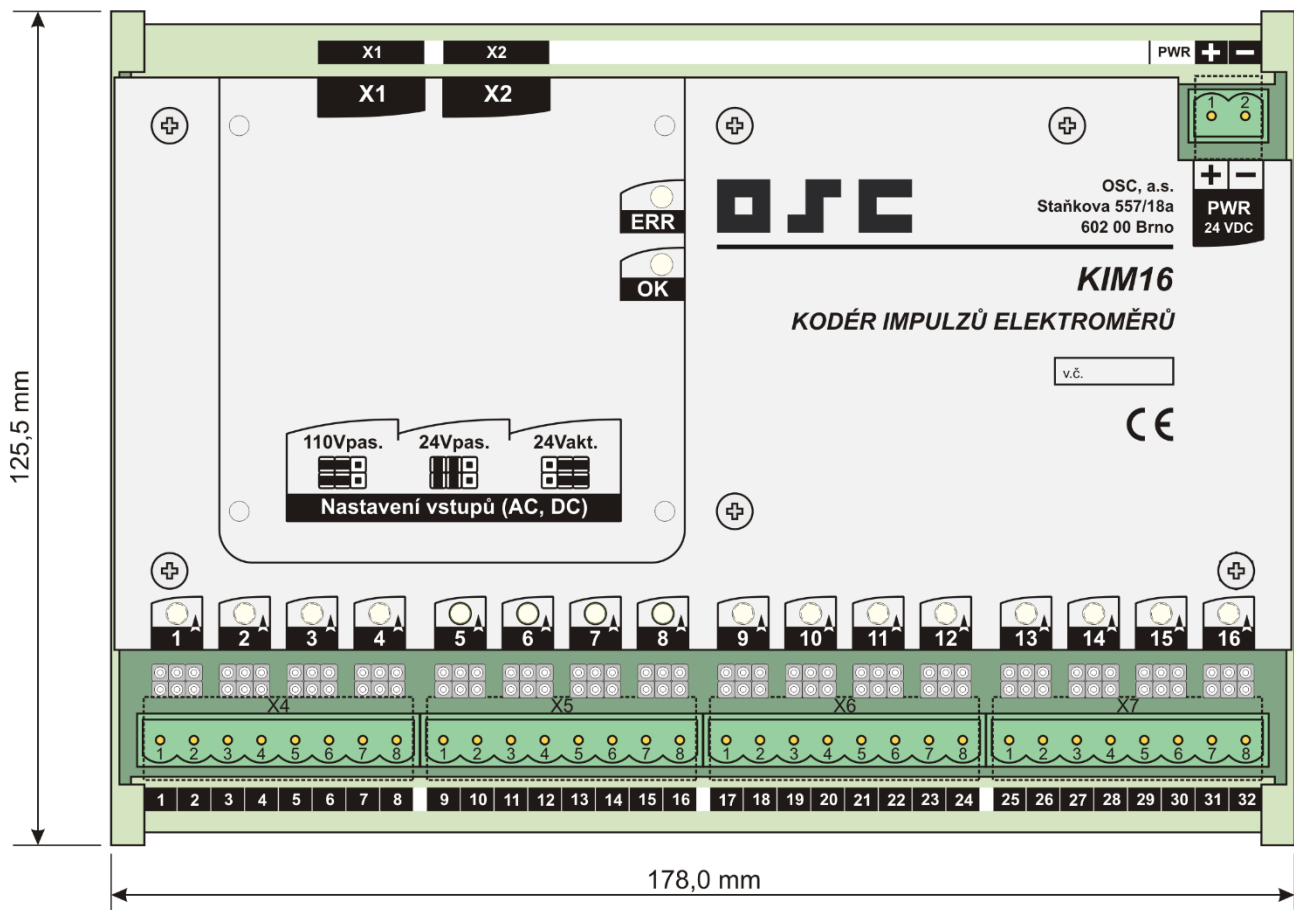 X1 X2 PWR + −
X1 X2
1 2
+ −
PWR
24 VDC
OSC
OSC, a.s.
Staňkova 557/18a
602 00 Brno
ERR
OK
KIM16
KODÉR IMPULZŮ ELEKTROMĚRŮ
v.č.
CE
110Vpas. 24Vpas. 24Vakt.
Nastavení vstupů (AC, DC)
125,5 mm
1 2 3 4 5 6 7 8 9 10 11 12 13 14 15 16
X4 X5 X6 X7
1 2 3 4 5 6 7 8 1 2 3 4 5 6 7 8 1 2 3 4 5 6 7 8 1 2 3 4 5 6 7 8
1 2 3 4 5 6 7 8 9 10 11 12 13 14 15 16 17 18 19 20 21 22 23 24 25 26 27 28 29 30 31 32
178,0 mm